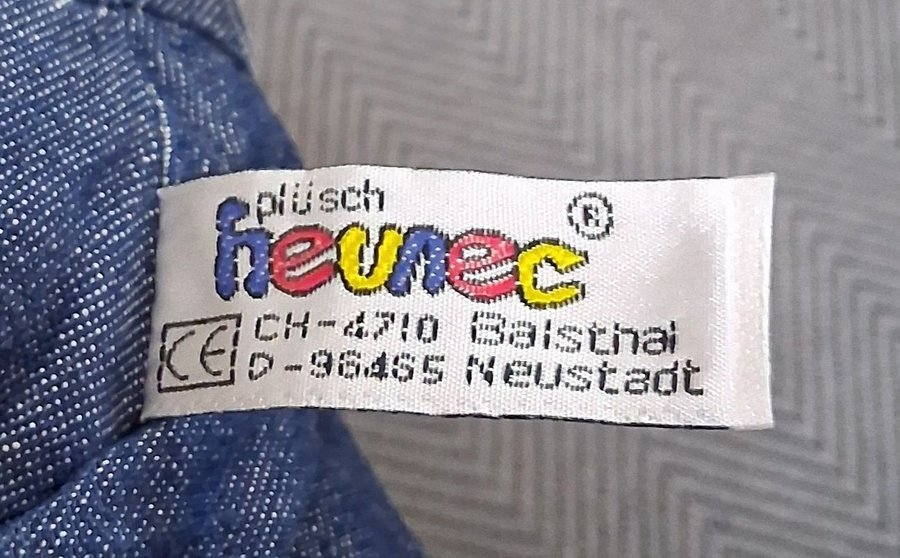 plüsch
heunec ®
CE CH-4710 Balsthal
D-96465 Neustadt